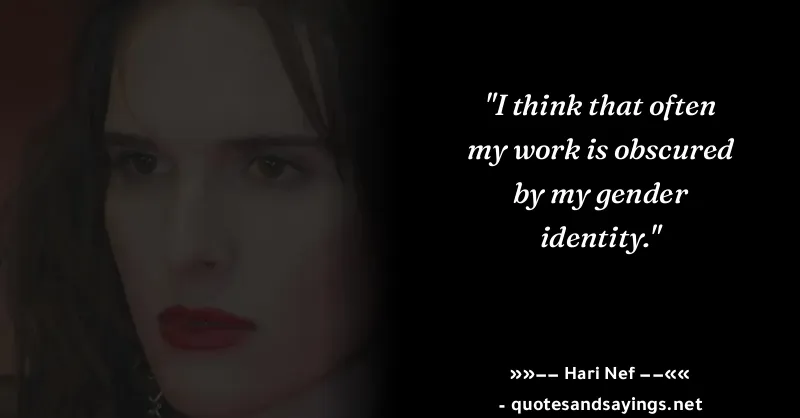 "I think that often
my work is obscured
by my gender
identity."
»»−− Hari Nef −−««
- quotesandsayings.net